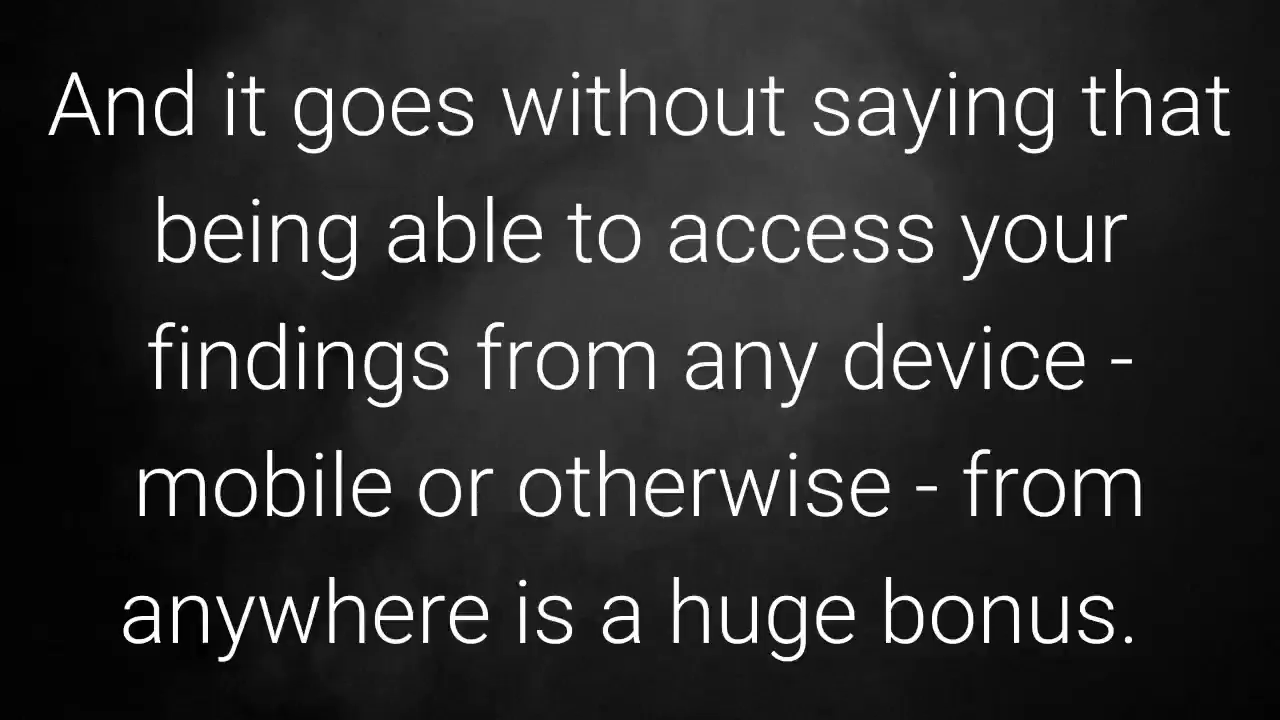 And it goes without saying that
being able to access your
findings from any device -
mobile or otherwise - from
anywhere is a huge bonus.